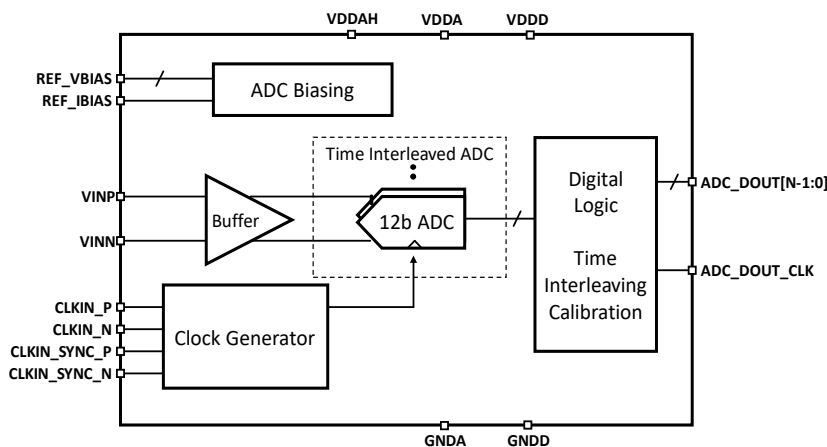 VDDAH
VDDA
VDDD
REF_VBIAS
REF_IBIAS
ADC Biasing
Time Interleaved ADC
VINP
VINN
Buffer
12b ADC
Digital
Logic
Time
Interleaving
Calibration
ADC_DOUT[N-1:0]
ADC_DOUT_CLK
CLKIN_P
CLKIN_N
CLKIN_SYNC_P
CLKIN_SYNC_N
Clock Generator
GNDA
GNDD